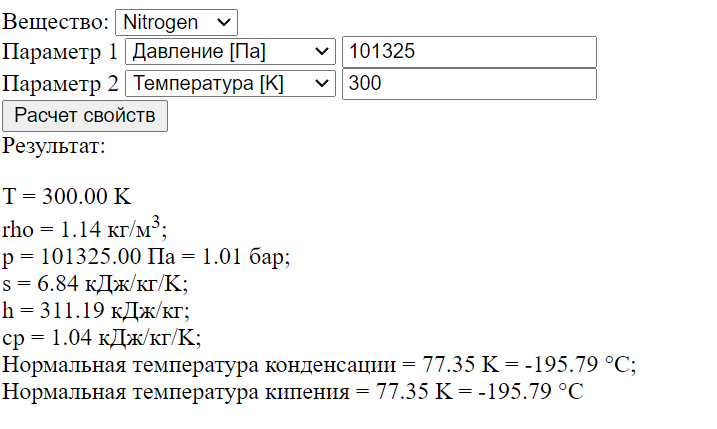 Вещество: Nitrogen
Параметр 1 Давление [Па] 101325
Параметр 2 Температура [K] 300
Расчет свойств
Результат:
T = 300.00 K
rho = 1.14 кг/м³;
p = 101325.00 Па = 1.01 бар;
s = 6.84 кДж/кг/K;
h = 311.19 кДж/кг;
cp = 1.04 кДж/кг/K;
Нормальная температура конденсации = 77.35 K = -195.79 °C;
Нормальная температура кипения = 77.35 K = -195.79 °C